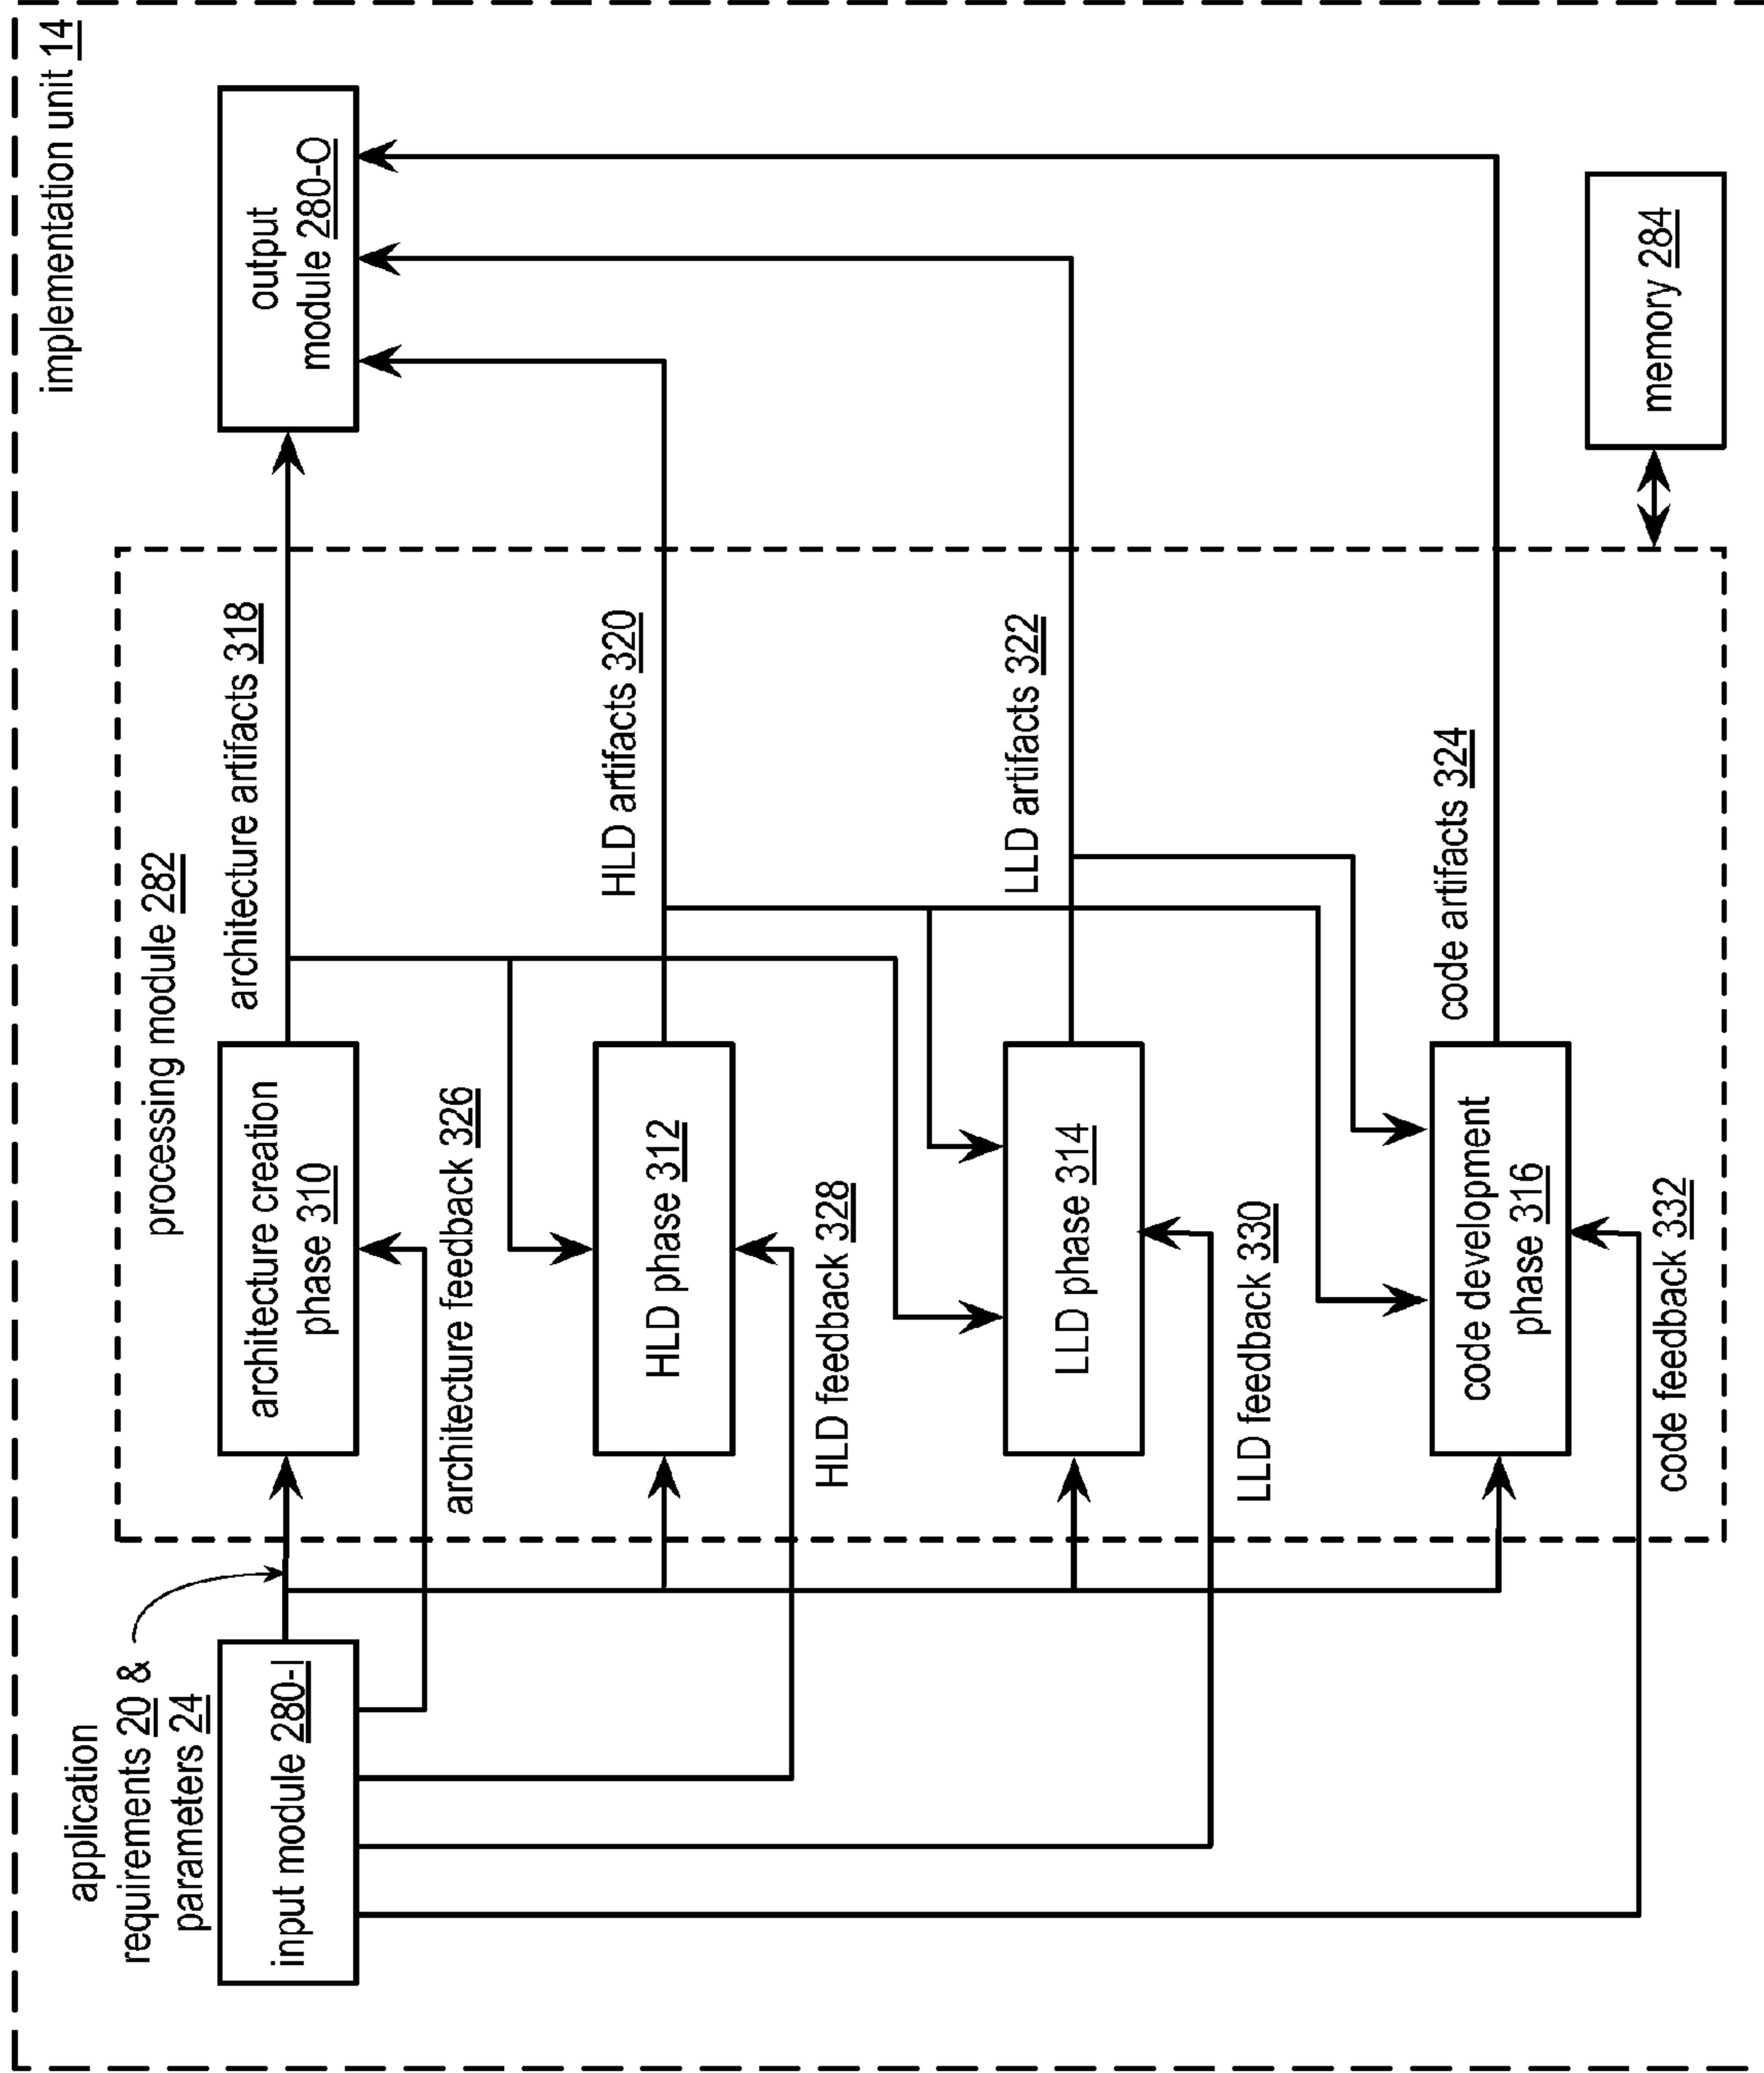 implementation unit 14
processing module 282
application
requirements 20 &
parameters 24
input module 280-I
architecture creation
phase 310
architecture artifacts 318
output
module 280-O
architecture feedback 326
HLD artifacts 320
HLD phase 312
HLD feedback 328
LLD artifacts 322
LLD phase 314
LLD feedback 330
code artifacts 324
code development
phase 316
code feedback 332
memory 284